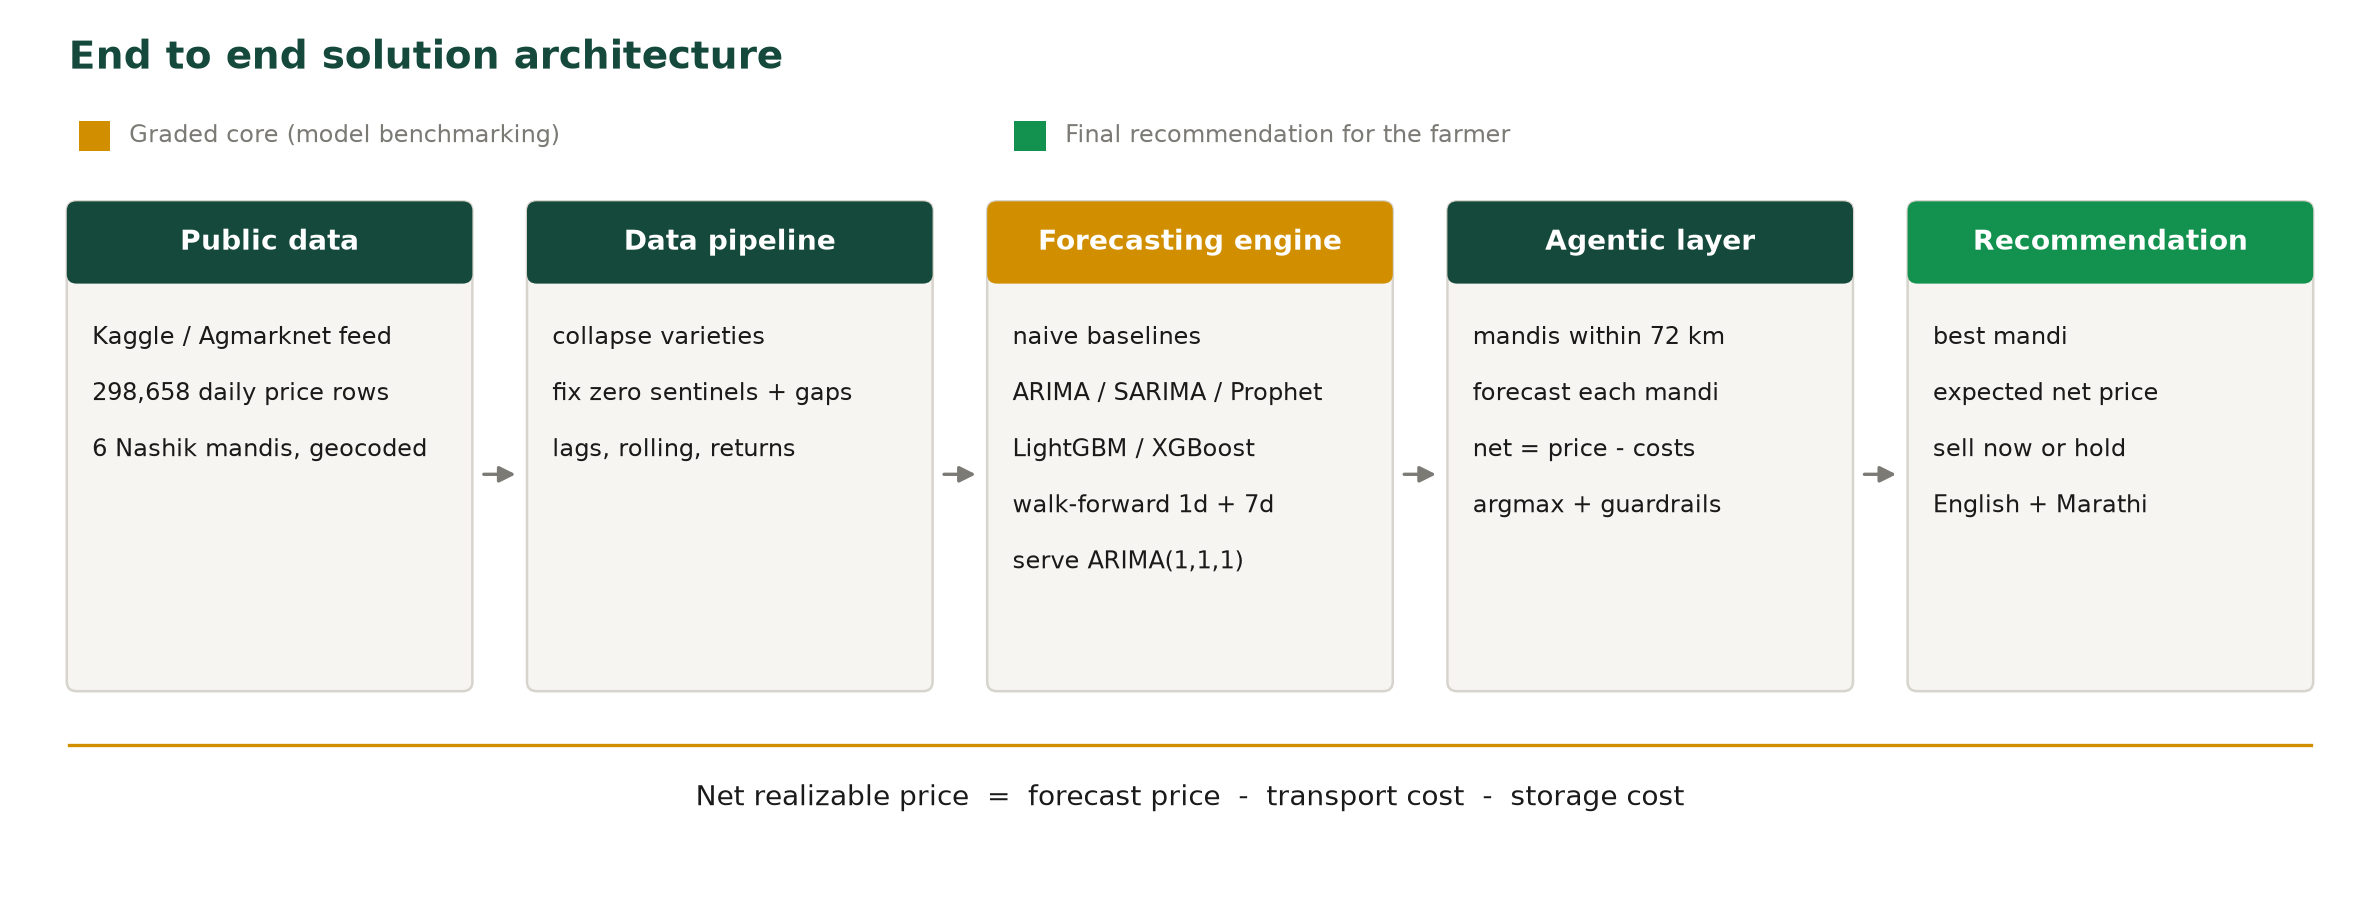 End to end solution architecture
Graded core (model benchmarking)
Final recommendation for the farmer
Public data
Kaggle / Agmarknet feed
298,658 daily price rows
6 Nashik mandis, geocoded
Data pipeline
collapse varieties
fix zero sentinels + gaps
lags, rolling, returns
Forecasting engine
naive baselines
ARIMA / SARIMA / Prophet
LightGBM / XGBoost
walk-forward 1d + 7d
serve ARIMA(1,1,1)
Agentic layer
mandis within 72 km
forecast each mandi
net = price - costs
argmax + guardrails
Recommendation
best mandi
expected net price
sell now or hold
English + Marathi
Net realizable price = forecast price - transport cost - storage cost